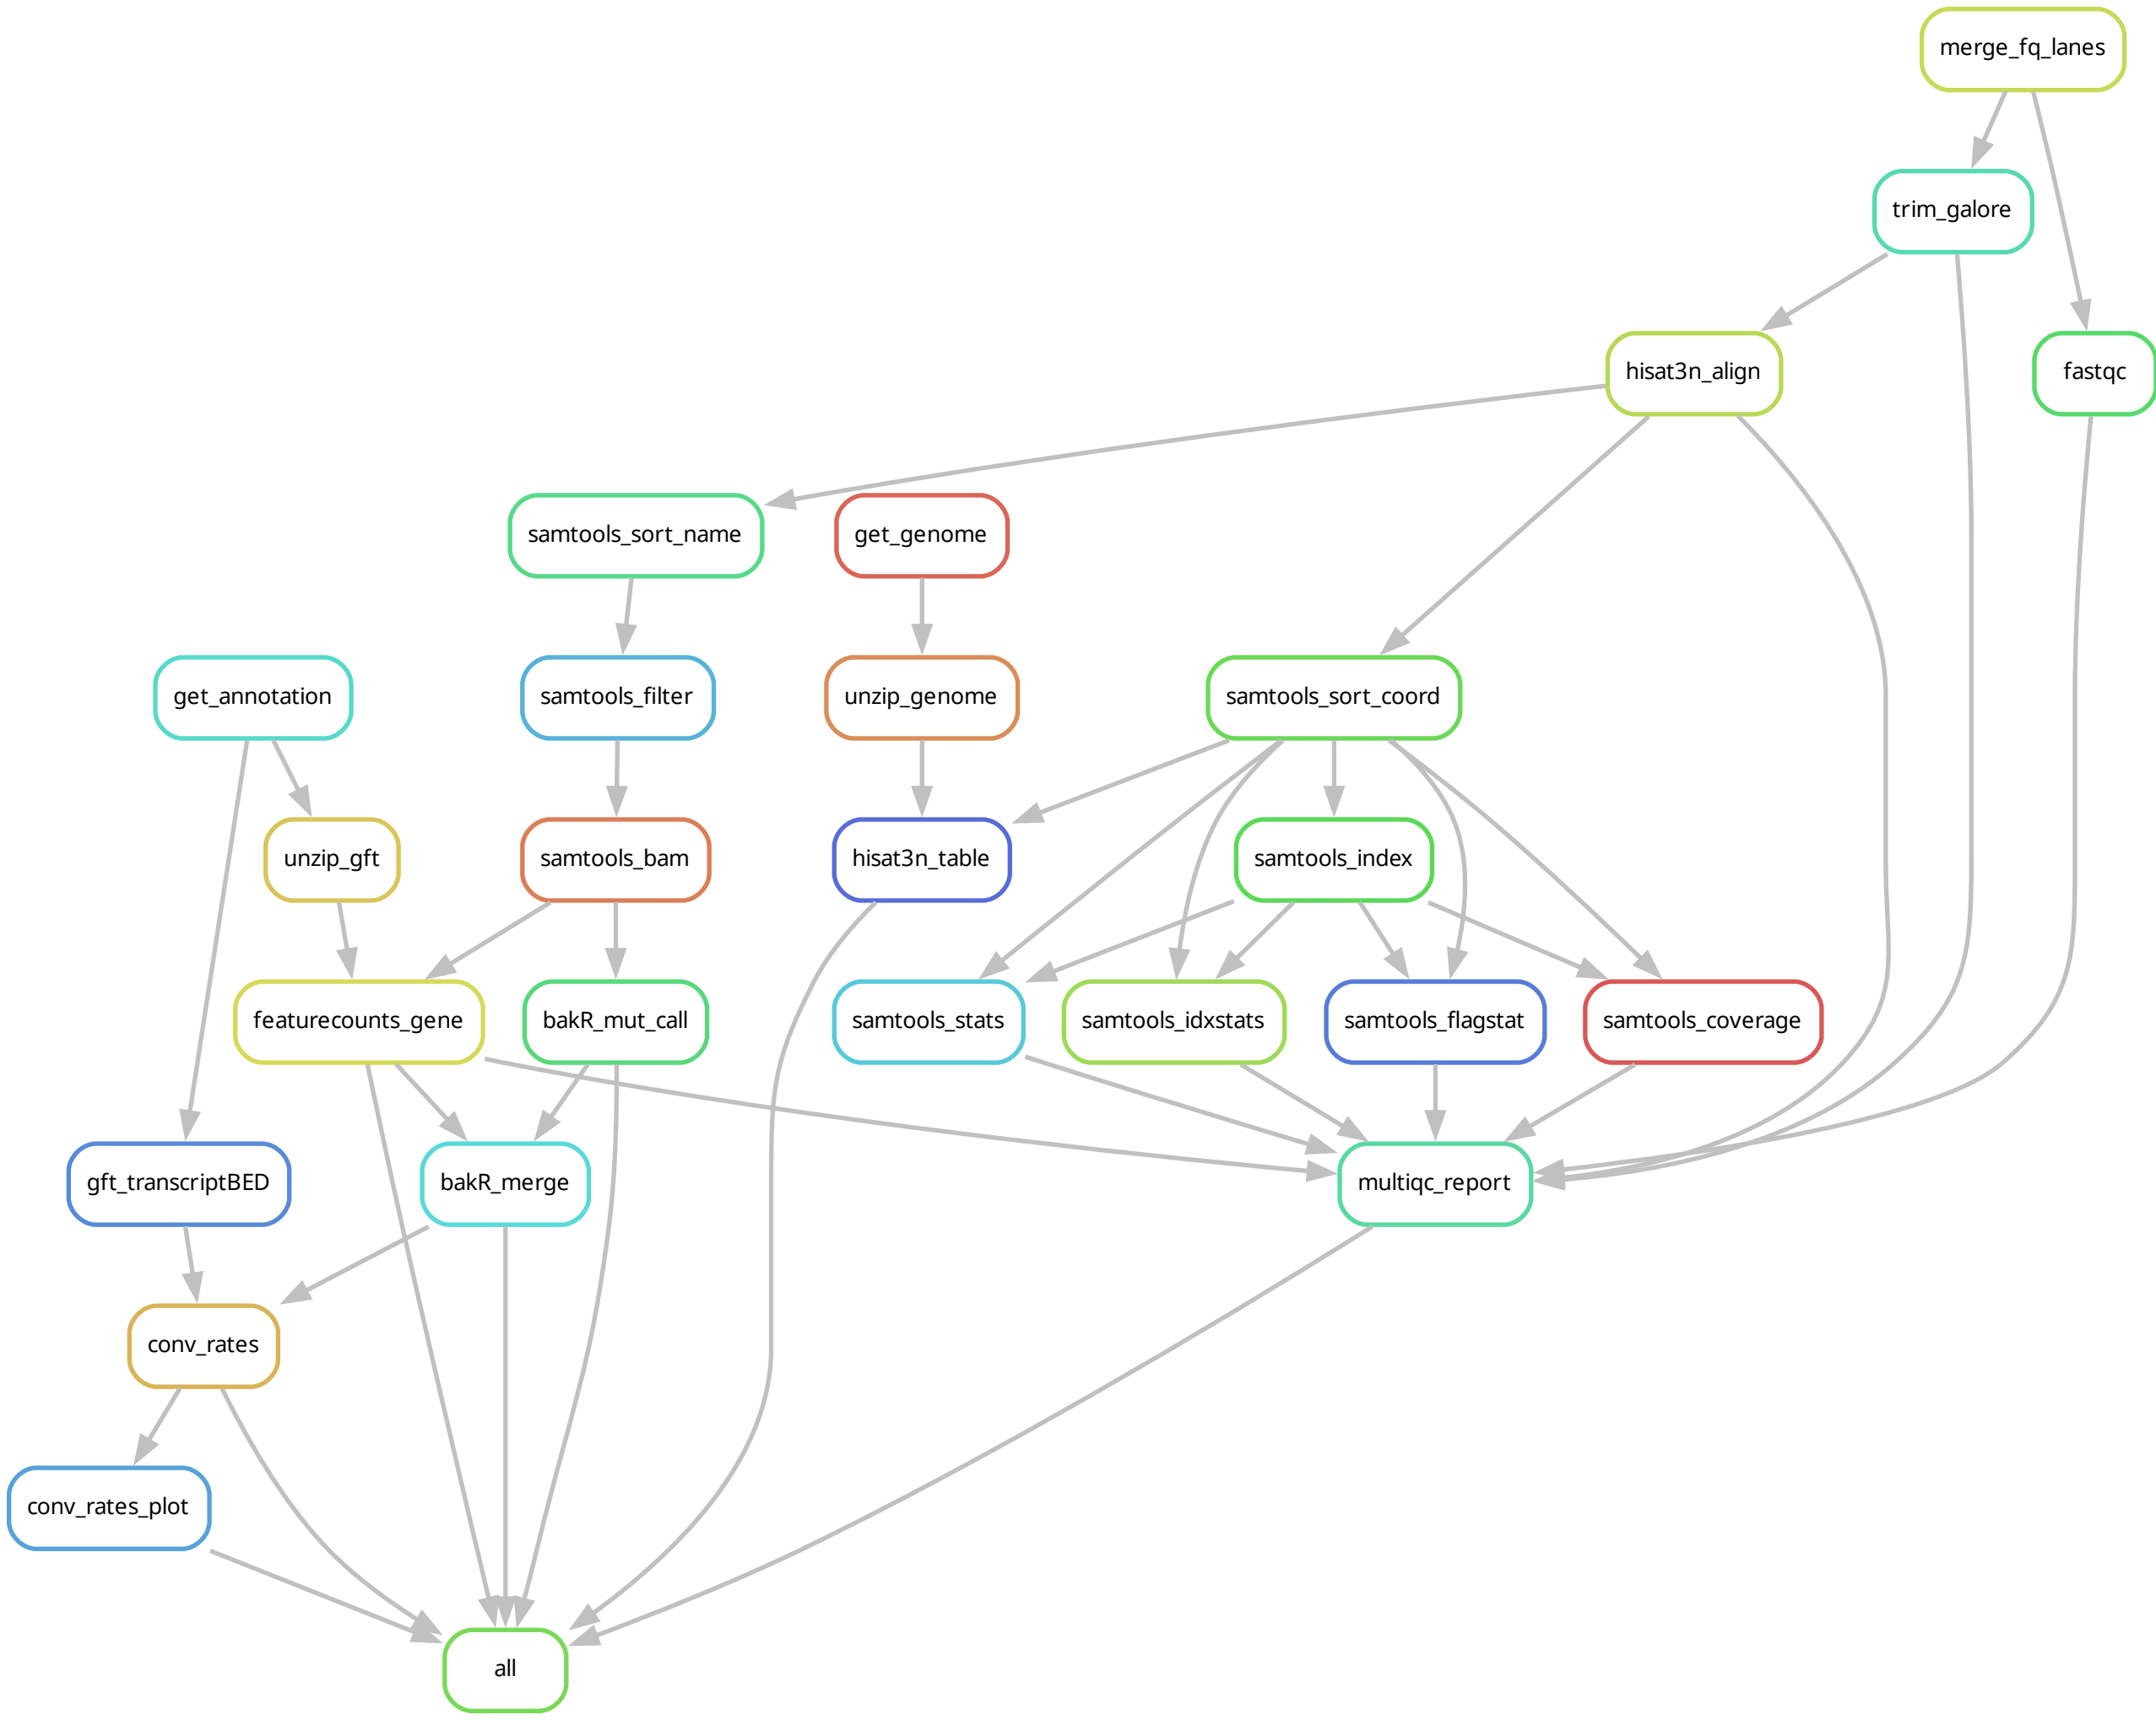 merge_fq_lanes
trim_galore
hisat3n_align
fastqc
samtools_sort_name
get_genome
get_annotation
samtools_filter
unzip_genome
samtools_sort_coord
unzip_gft
samtools_bam
hisat3n_table
samtools_index
featurecounts_gene
bakR_mut_call
samtools_stats
samtools_idxstats
samtools_flagstat
samtools_coverage
gft_transcriptBED
bakR_merge
multiqc_report
conv_rates
conv_rates_plot
all